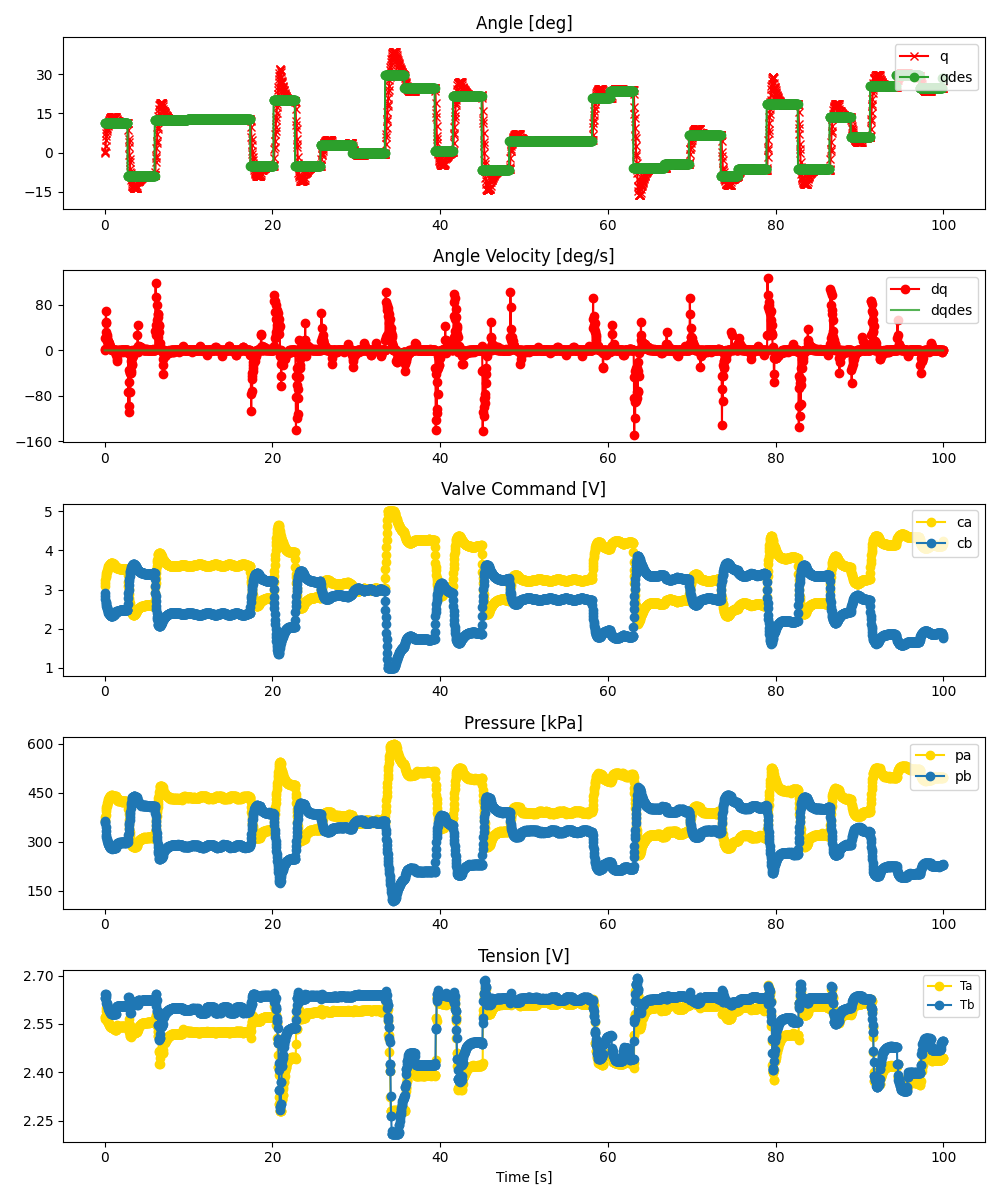 Angle [deg]
30
15
0
−15
q
qdes
0 20 40 60 80 100
Angle Velocity [deg/s]
80
0
−80
−160
dq
dqdes
0 20 40 60 80 100
Valve Command [V]
5
4
3
2
1
ca
cb
0 20 40 60 80 100
Pressure [kPa]
600
450
300
150
pa
pb
0 20 40 60 80 100
Tension [V]
2.70
2.55
2.40
2.25
Ta
Tb
0 20 40 60 80 100
Time [s]